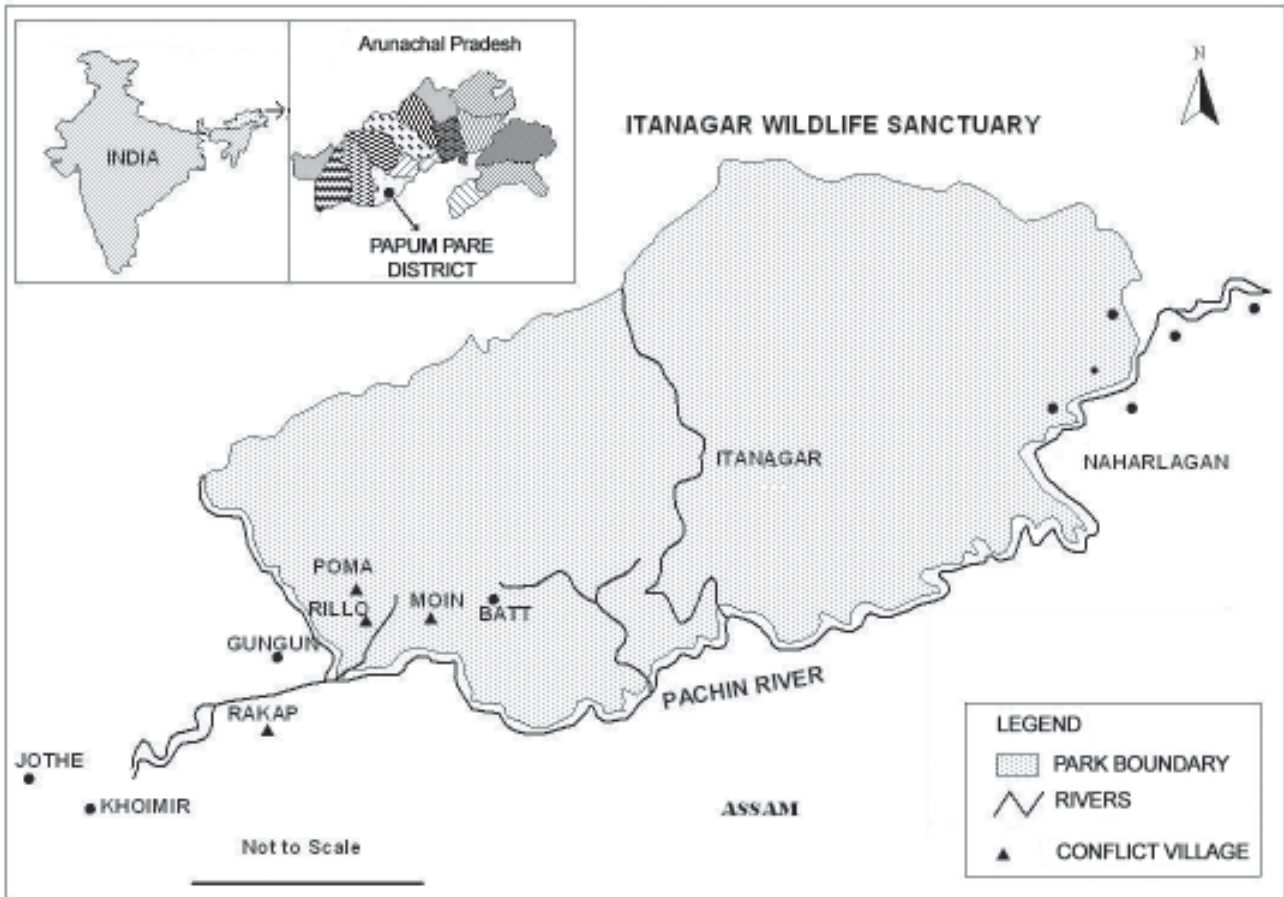 Arunachal Pradesh
INDIA
PAPUM PARE
DISTRICT
N
ITANAGAR WILDLIFE SANCTUARY
ITANAGAR
NAHARLAGAN
POMA
RILLO
MOIN
BATT
GUNGUN
PACHIN RIVER
RAKAP
JOTHE
KHOIMIR
ASSAM
Not to Scale
LEGEND
PARK BOUNDARY
RIVERS
CONFLICT VILLAGE